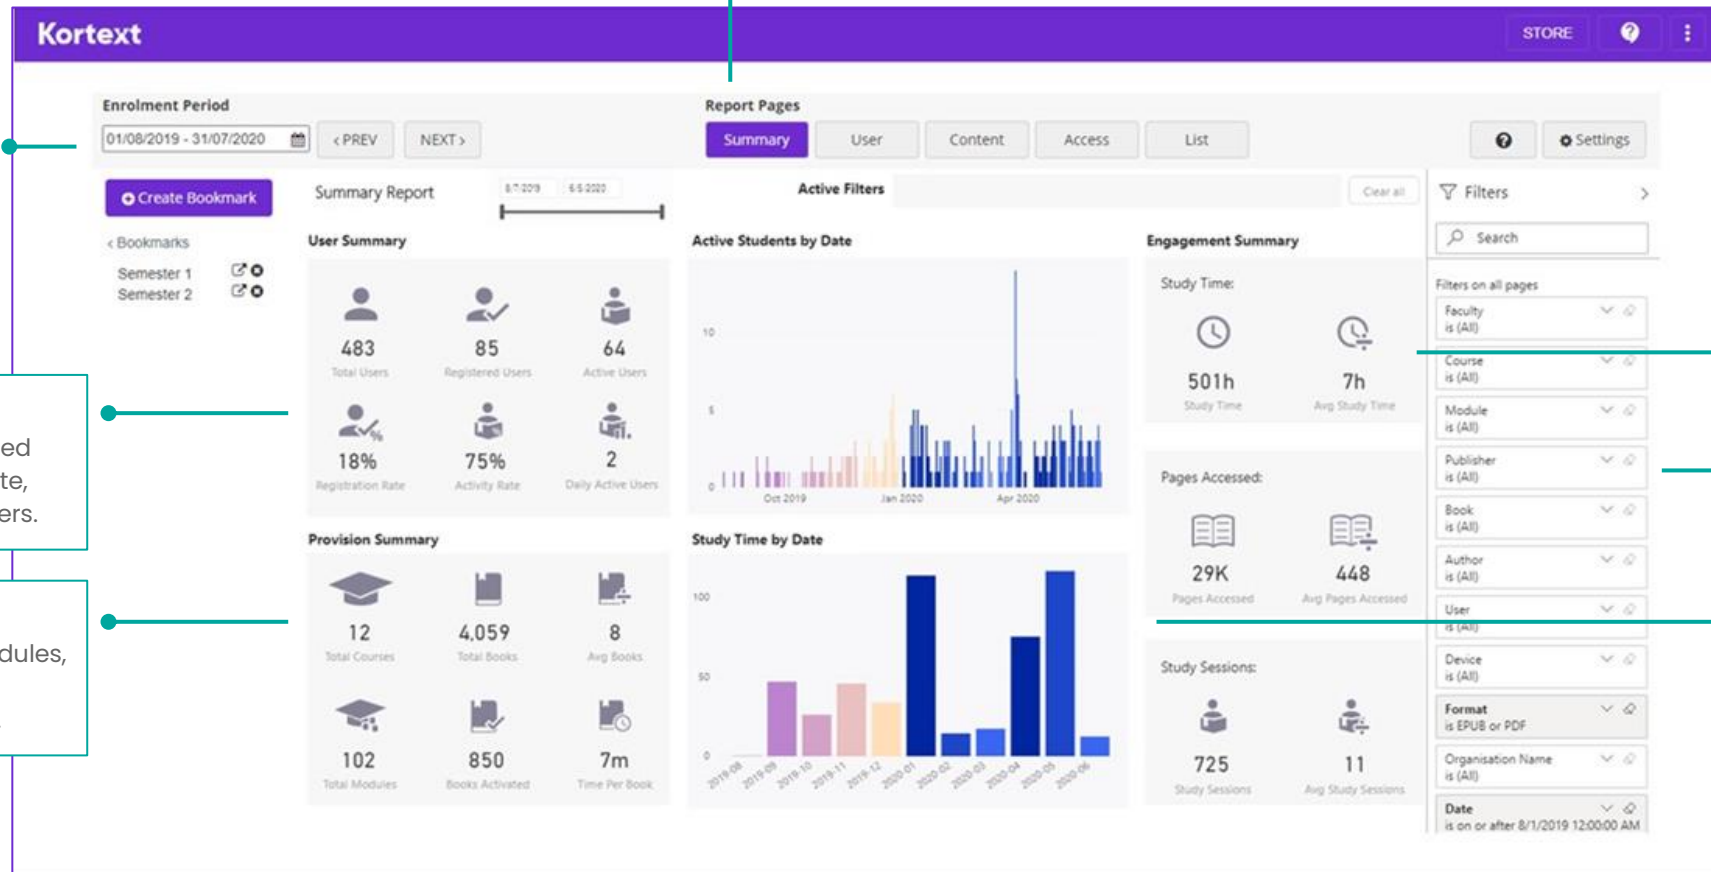 Kortext
STORE
Enrolment Period
Report Pages
01/08/2019 - 31/07/2020
< PREV
NEXT >
Summary
User
Content
Access
List
Settings
Create Bookmark
Summary Report
8/7/2019
6/5/2020
Active Filters
Clear all
Filters
< Bookmarks
Semester 1
Semester 2
Search
User Summary
483
Total Users
85
Registered Users
64
Active Users
18%
Registration Rate
75%
Activity Rate
2
Daily Active Users
Active Students by Date
10
5
0
Oct 2019
Jan 2020
Apr 2020
Engagement Summary
Study Time:
501h
Study Time
7h
Avg Study Time
Pages Accessed:
29K
Pages Accessed
448
Avg Pages Accessed
Study Sessions:
725
Study Sessions
11
Avg Study Sessions
Provision Summary
12
Total Courses
4,059
Total Books
8
Avg Books
102
Total Modules
850
Books Activated
7m
Time Per Book
Study Time by Date
100
50
0
2019-08
2019-09
2019-10
2019-11
2019-12
2020-01
2020-02
2020-03
2020-04
2020-05
2020-06
Filters on all pages
Faculty
is (All)
Course
is (All)
Module
is (All)
Publisher
is (All)
Book
is (All)
Author
is (All)
User
is (All)
Device
is (All)
Format
is EPUB or PDF
Organisation Name
is (All)
Date
is on or after 8/1/2019 12:00:00 AM
ed
te,
ers.
dules,